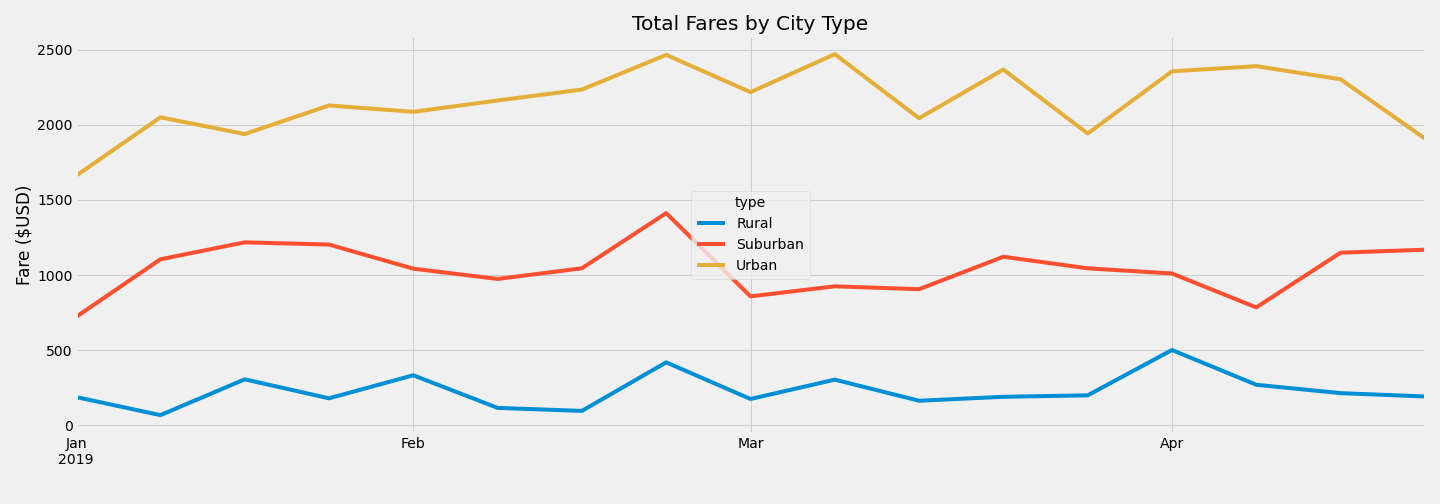 Total Fares by City Type
Fare ($USD)
2500
2000
1500
1000
500
0
type
Rural
Suburban
Urban
Jan Feb Mar Apr
2019